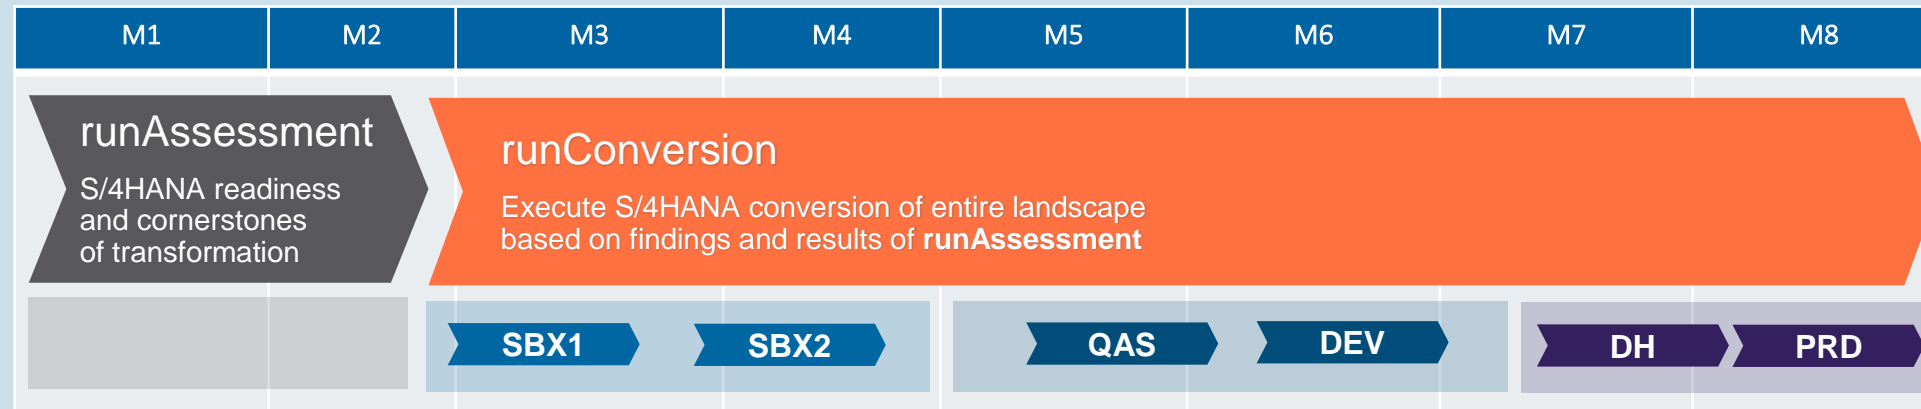 M1 M2 M3 M4 M5 M6 M7 M8
runAssessment
S/4HANA readiness
and cornerstones
of transformation
runConversion
Execute S/4HANA conversion of entire landscape
based on findings and results of runAssessment
SBX1 SBX2 QAS DEV DH PRD